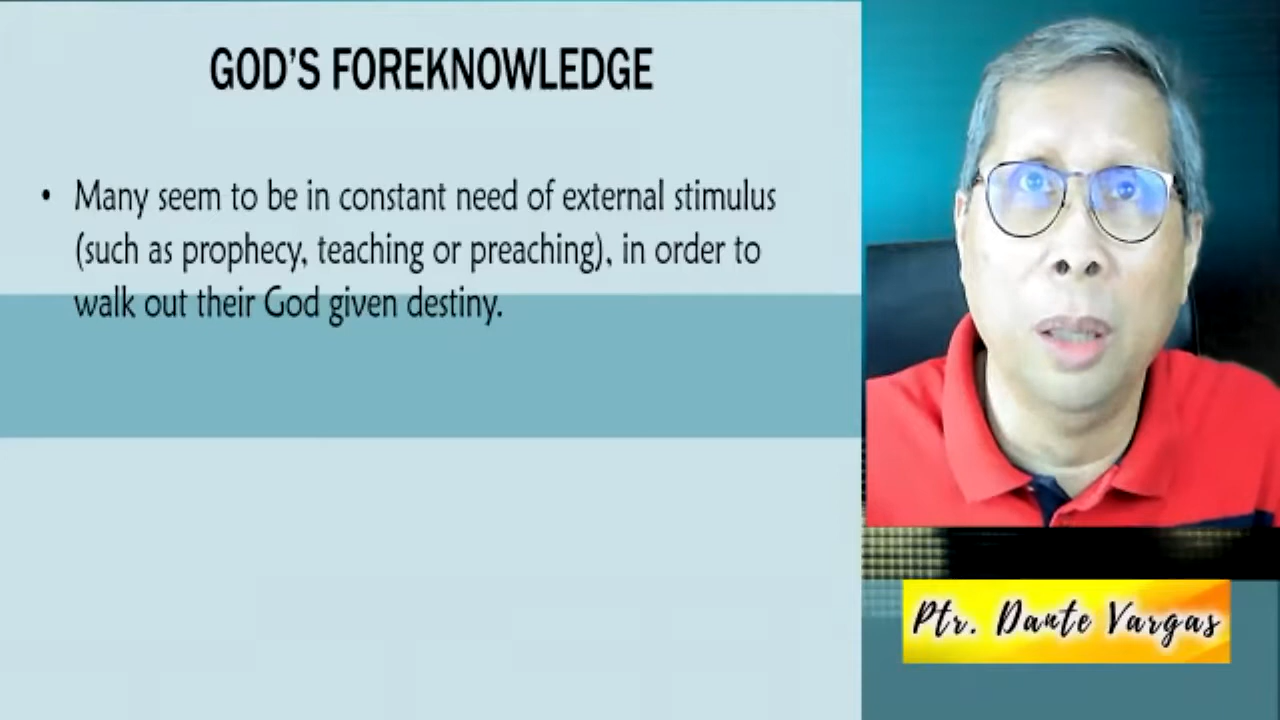 GOD'S FOREKNOWLEDGE
• Many seem to be in constant need of external stimulus
(such as prophecy, teaching or preaching), in order to
walk out their God given destiny.
Ptr. Dante Vargas